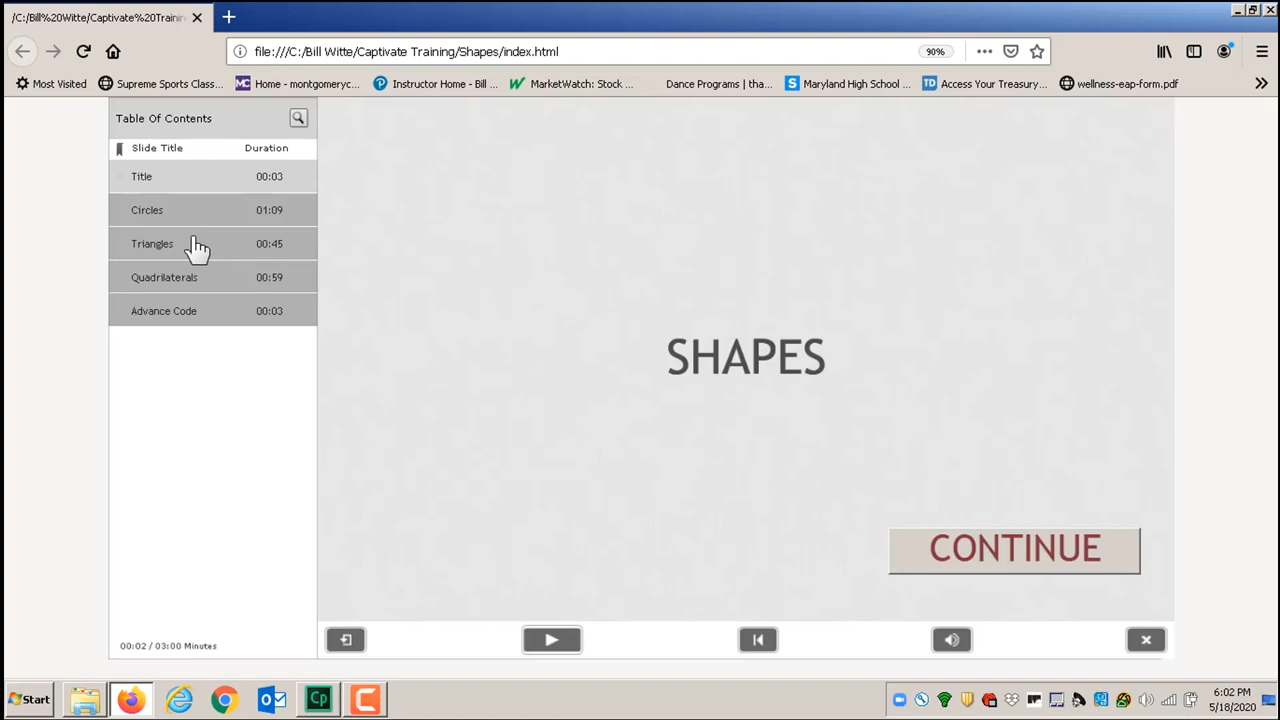 /C:/Bill%20Witte/Captivate%20Trainin
file:///C:/Bill Witte/Captivate Training/Shapes/index.html
90%
Most Visited
Supreme Sports Class...
Home - montgomeryc...
Instructor Home - Bill ...
MarketWatch: Stock ...
Dance Programs | tha...
Maryland High School ...
Access Your Treasury...
wellness-eap-form.pdf
Table Of Contents
Slide Title Duration
Title 00:03
Circles 01:09
Triangles 00:45
Quadrilaterals 00:59
Advance Code 00:03
SHAPES
CONTINUE
00:02 / 03:00 Minutes
Start
6:02 PM
5/18/2020